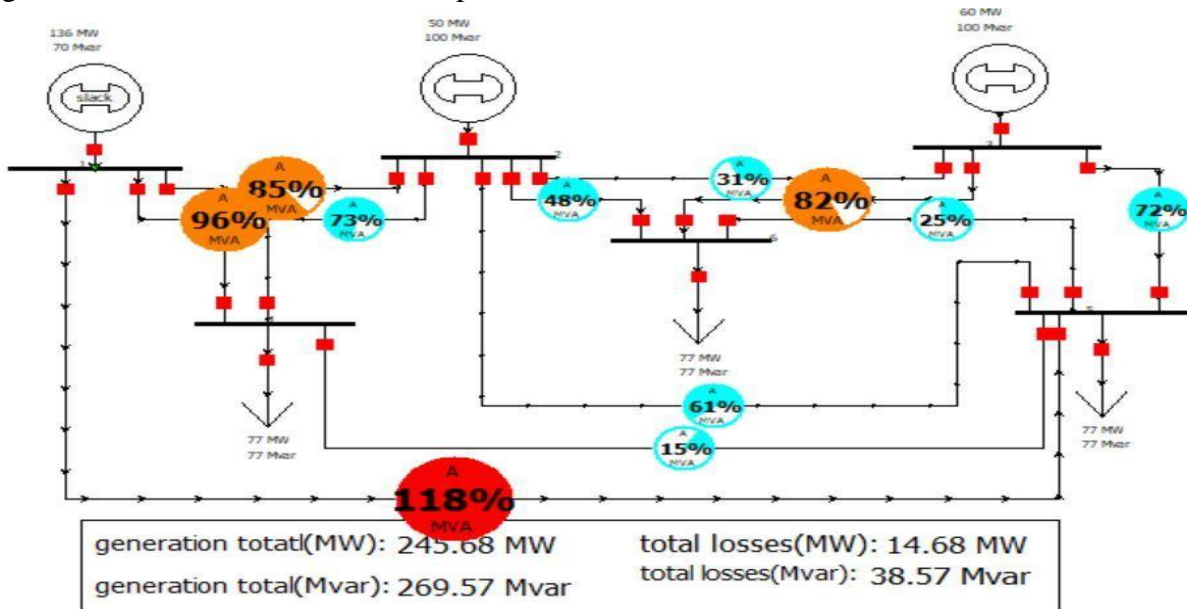 136 MW
70 Mvar
50 MW
100 Mvar
60 MW
100 Mvar
slack
1
2
3
A
85%
MVA
A
96%
MVA
A
73%
MVA
A
31%
MVA
A
48%
MVA
A
82%
MVA
A
25%
MVA
A
72%
MVA
6
5
77 MW
77 Mvar
77 MW
77 Mvar
77 MW
77 Mvar
A
61%
MVA
A
15%
MVA
A
118%
MVA
generation totatl(MW): 245.68 MW
total losses(MW): 14.68 MW
generation total(Mvar): 269.57 Mvar
total losses(Mvar): 38.57 Mvar